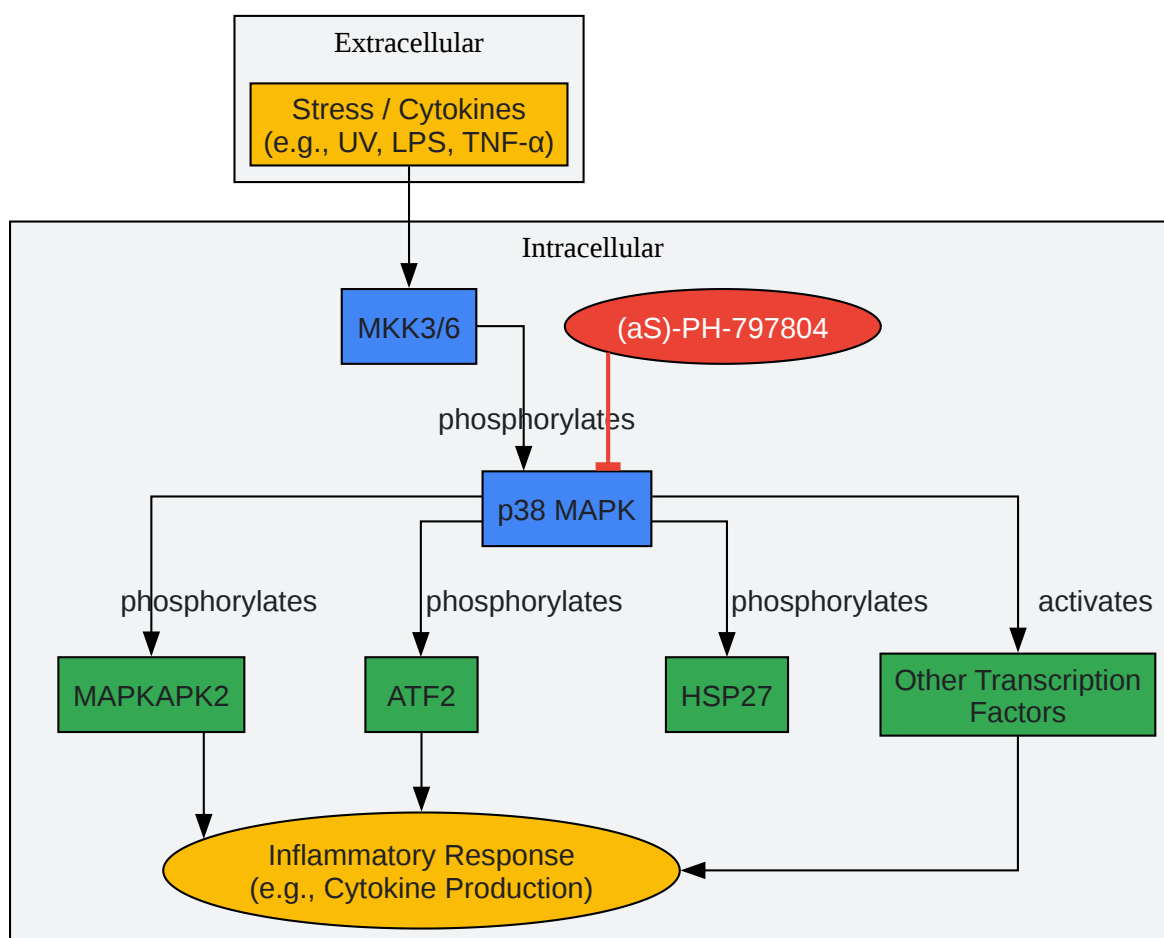 Extracellular
Stress / Cytokines
(e.g., UV, LPS, TNF-α)
Intracellular
MKK3/6
(aS)-PH-797804
phosphorylates
p38 MAPK
phosphorylates
phosphorylates
phosphorylates
activates
MAPKAPK2
ATF2
HSP27
Other Transcription
Factors
Inflammatory Response
(e.g., Cytokine Production)